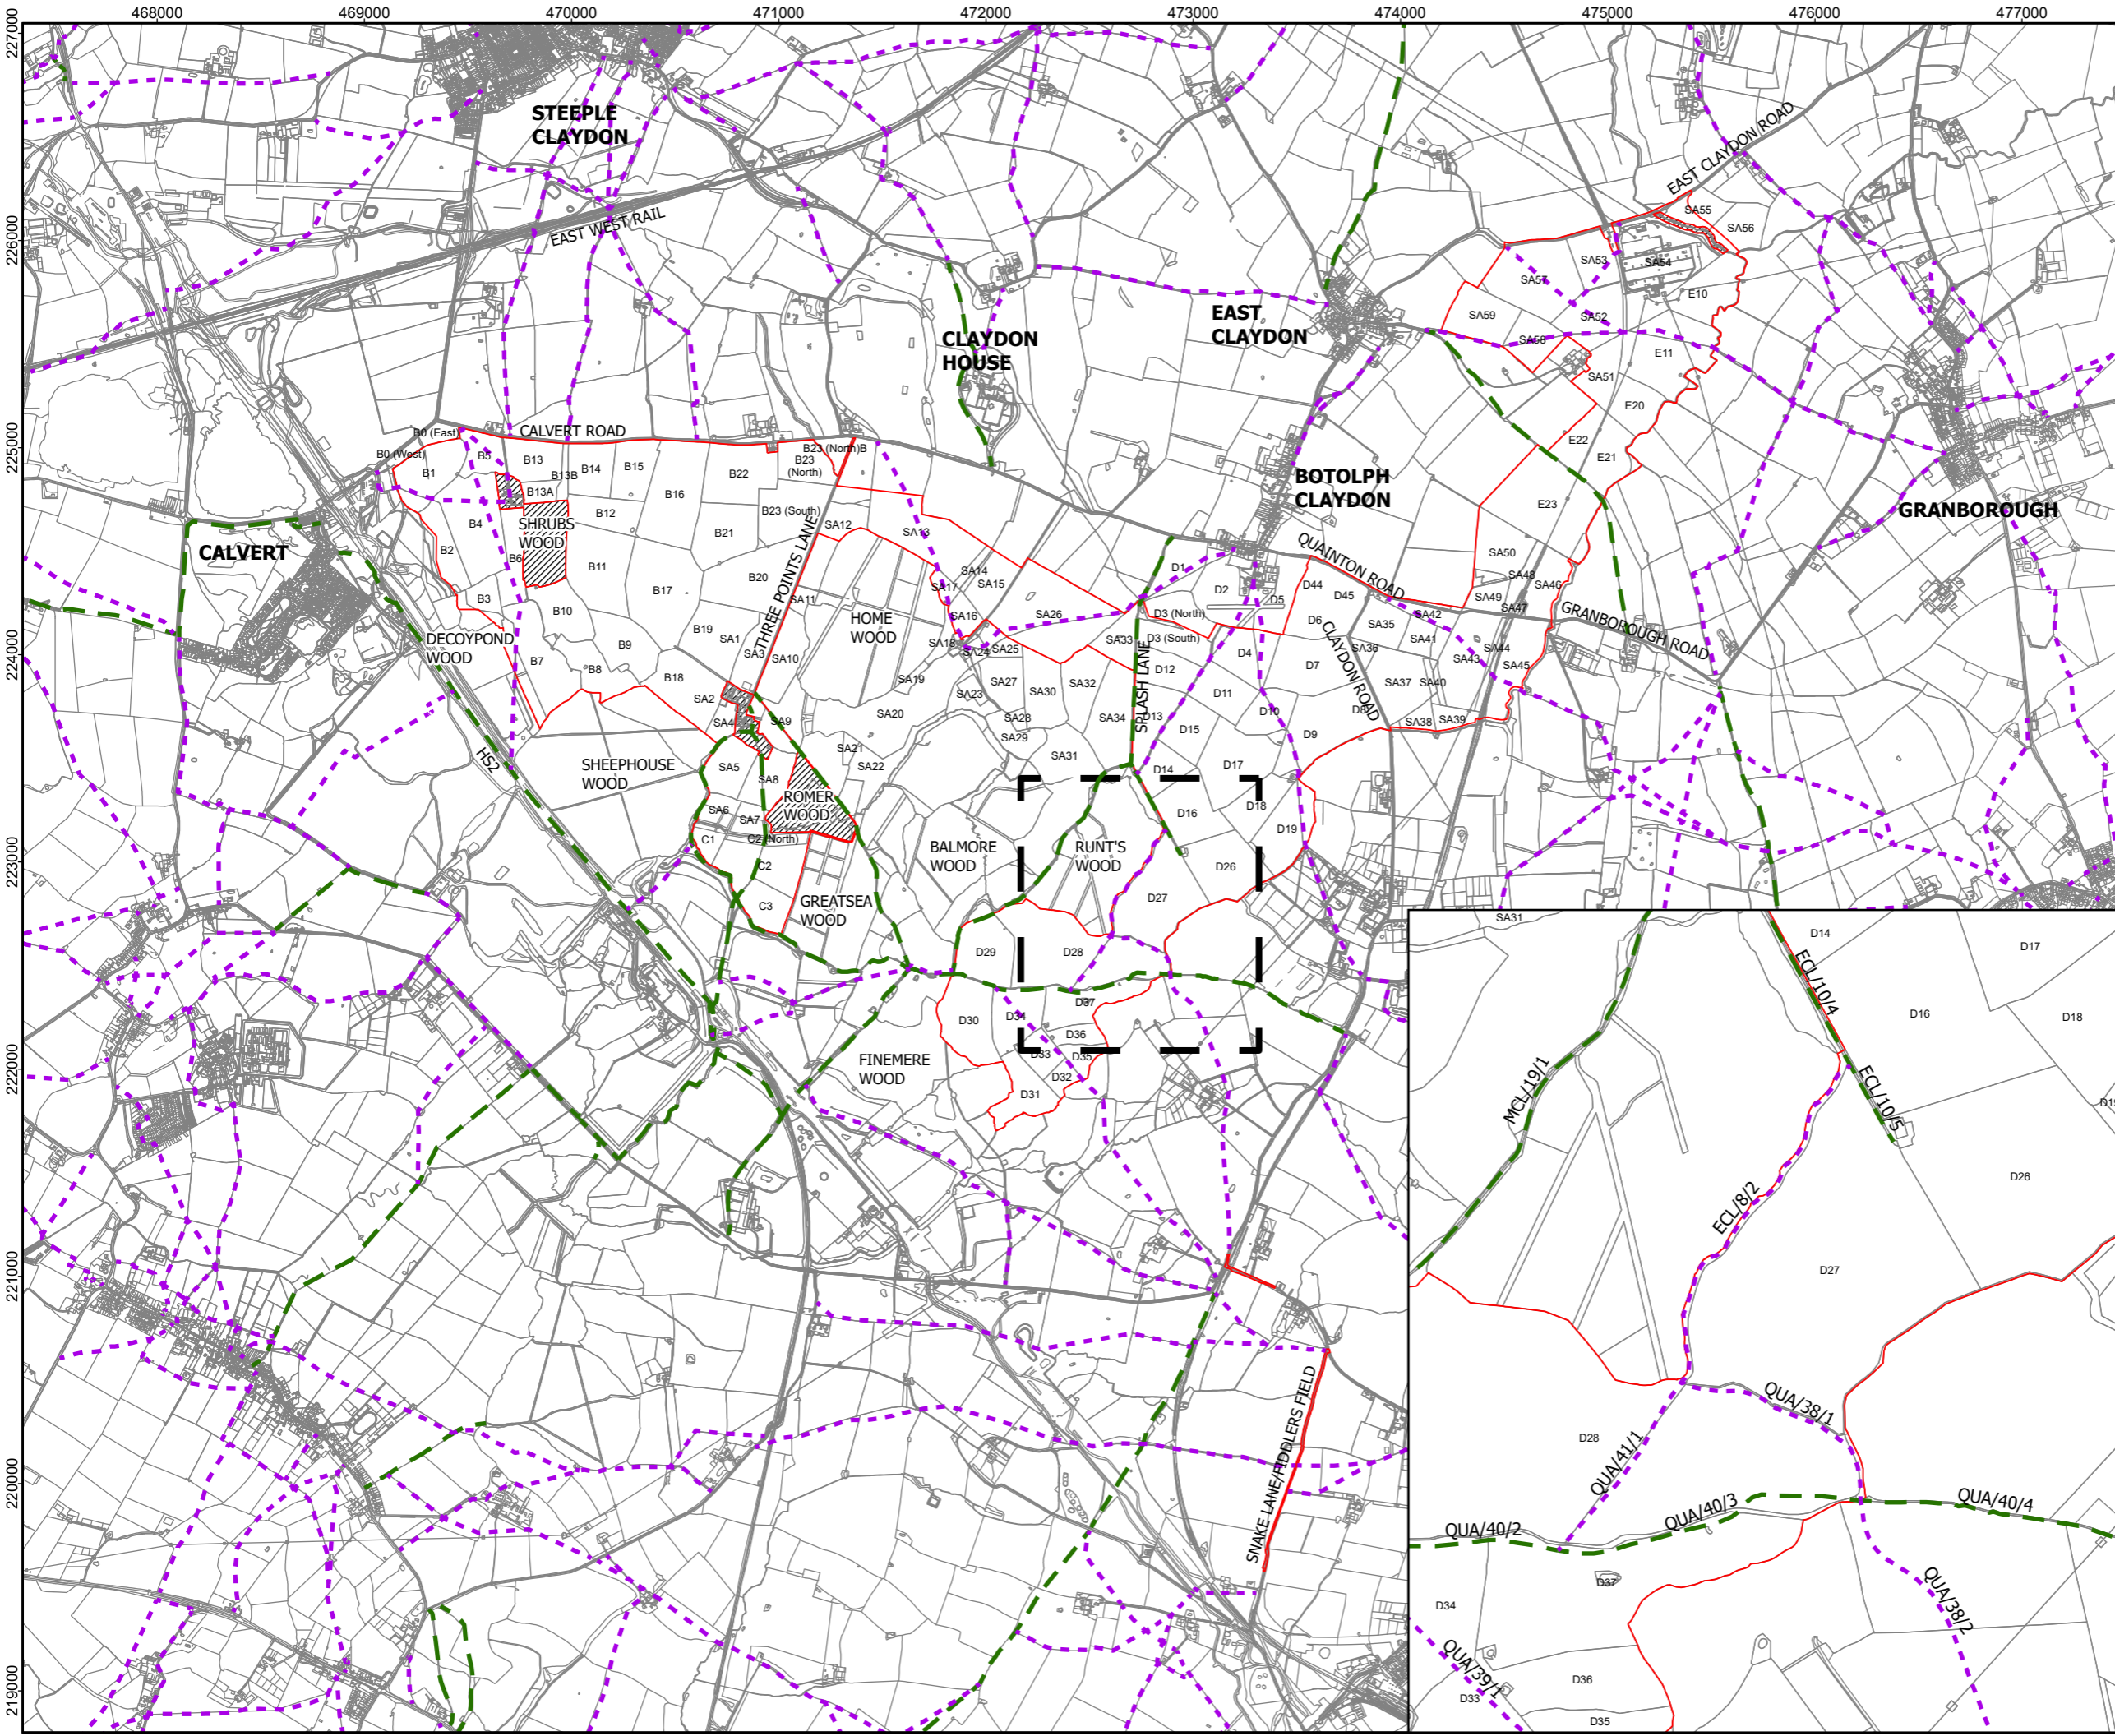 468000 469000 470000 471000 472000 473000 474000 475000 476000 477000
227000
226000
225000
224000
223000
222000
221000
220000
219000
STEEPLE
CLAYDON
EAST WEST RAIL
CLAYDON
HOUSE
EAST
CLAYDON
EAST CLAYDON ROAD
SA55
SA56
SA53
SA54
SA57
E10
SA59
SA52
SA58
E11
SA51
E20
E22
E21
E23
GRANBOROUGH
BOTOLPH
CLAYDON
CALVERT ROAD
B0 (East)
B0 (West)
B1
B5
B13
B13B
B14
B15
B13A
B16
B22
B23
(North)
B23 (North)B
B12
B4
SHRUBS
WOOD
B23 (South)
B21
B2
B6
B11
B20
B17
B3
B10
B19
B9
B7
B8
B18
CALVERT
DECOYPOND
WOOD
THREE POINTS LANE
SA12
SA13
SA11
HOME
WOOD
SA14
SA15
SA17
SA16
SA26
SA18
SA24
SA25
SA1
SA3
SA10
SA2
SA4
SA9
SA19
SA23
SA27
SA30
SA32
SA33
SA20
SA28
SA29
SA34
SA21
SA22
SA31
SPLASH LANE
QUAINTON ROAD
D1
D2
D3 (North)
D3 (South)
D5
D44
D45
D6
D4
D7
D12
D11
D10
D8
D13
D15
D9
D14
D17
D16
D18
D19
D26
D27
CLAYDON ROAD
SA50
SA48
SA46
SA49
SA47
SA42
SA35
SA41
SA36
SA44
SA43
SA45
SA37
SA40
SA38
SA39
GRANBOROUGH ROAD
HS2
SHEEPHOUSE
WOOD
SA5
SA8
SA6
SA7
ROMER
WOOD
C1
C2 (North)
C2
C3
GREATSEA
WOOD
BALMORE
WOOD
RUNT'S
WOOD
D29
D28
D37
D34
D30
D36
D33
D35
D32
D31
FINEMERE
WOOD
SNAKE LANE/FIDDLERS FIELD
SA31
D14
D17
ECL/10/4
D16
D18
MCL/19/1
ECL/10/5
ECL/8/2
D26
D27
QUA/38/1
D28
QUA/41/1
QUA/40/2
QUA/40/3
QUA/40/4
D37
D34
QUA/38/2
QUA/39/1
D36
D33
D35